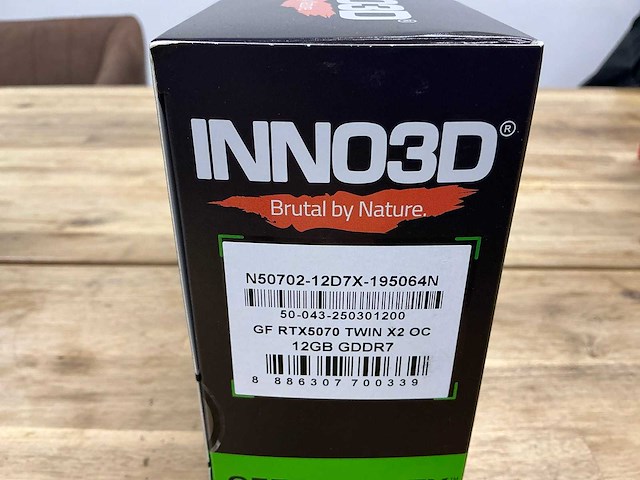 INNO3D
INNO3D®
Brutal by Nature.
N50702-12D7X-195064N
50-043-250301200
GF RTX5070 TWIN X2 OC
12GB GDDR7
8 886307 700339